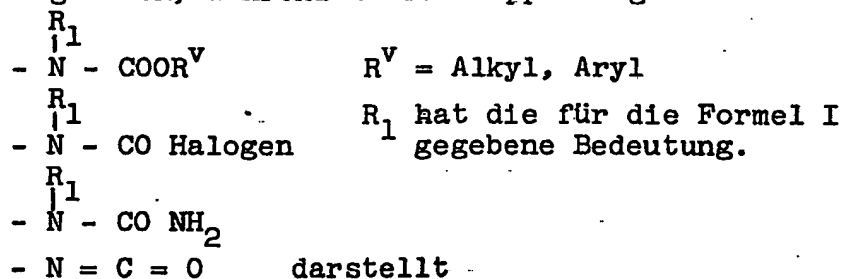 R1
- N - COOR^V R^V = Alkyl, Aryl
R1 R1 hat die für die Formel I
- N - CO Halogen gegebene Bedeutung.
R1
- N - CO NH2
- N = C = O darstellt